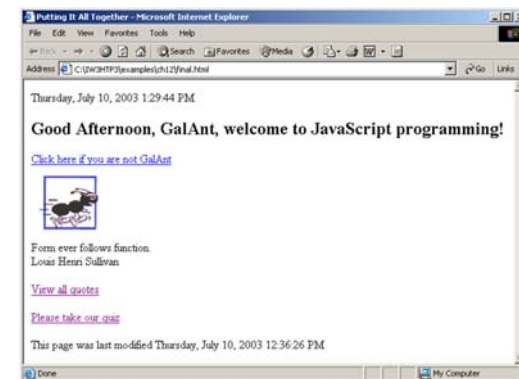 Putting It All Together - Microsoft Internet Explorer
File Edit View Favorites Tools Help
Back Search Favorites Media
Address C:\IW3HTP3\examples\ch12\final.html Go Links
Thursday, July 10, 2003 1:29:44 PM
Good Afternoon, GalAnt, welcome to JavaScript programming!
Click here if you are not GalAnt
Form ever follows function.
Louis Henri Sullivan
View all quotes
Please take our quiz
This page was last modified Thursday, July 10, 2003 12:36:26 PM
Done My Computer